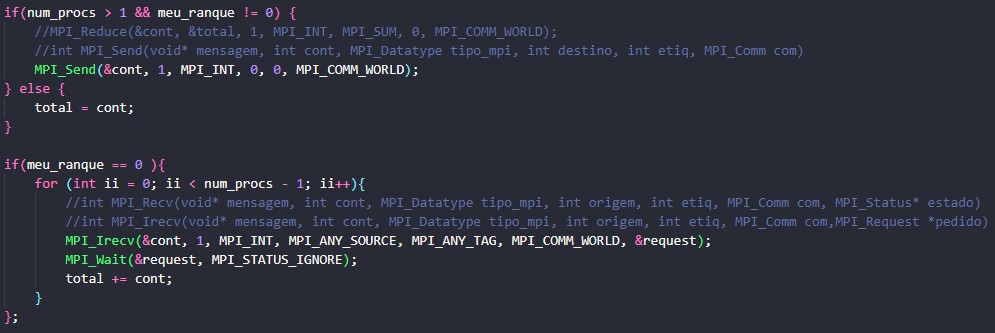 if(num_procs > 1 && meu_ranque != 0) {
    //MPI_Reduce(&cont, &total, 1, MPI_INT, MPI_SUM, 0, MPI_COMM_WORLD);
    //int MPI_Send(void* mensagem, int cont, MPI_Datatype tipo_mpi, int destino, int etiq, MPI_Comm com)
    MPI_Send(&cont, 1, MPI_INT, 0, 0, MPI_COMM_WORLD);
} else {
    total = cont;
}

if(meu_ranque == 0 ){
    for (int ii = 0; ii < num_procs - 1; ii++){
        //int MPI_Recv(void* mensagem, int cont, MPI_Datatype tipo_mpi, int origem, int etiq, MPI_Comm com, MPI_Status* estado)
        //int MPI_Irecv(void* mensagem, int cont, MPI_Datatype tipo_mpi, int origem, int etiq, MPI_Comm com,MPI_Request *pedido)
        MPI_Irecv(&cont, 1, MPI_INT, MPI_ANY_SOURCE, MPI_ANY_TAG, MPI_COMM_WORLD, &request);
        MPI_Wait(&request, MPI_STATUS_IGNORE);
        total += cont;
    }
};